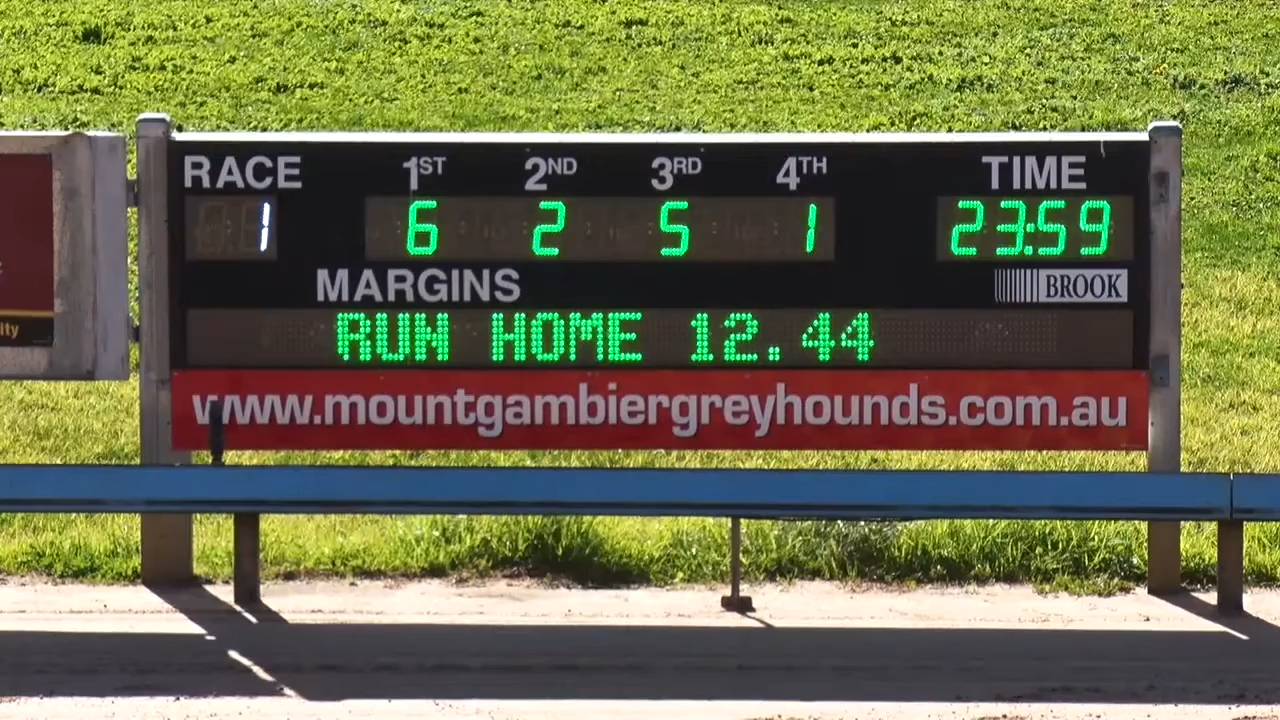 RACE 1ST 2ND 3RD 4TH TIME
1 6 2 5 1 23:59
MARGINS BROOK
RUN HOME 12.44
www.mountgambiergreyhounds.com.au
ity